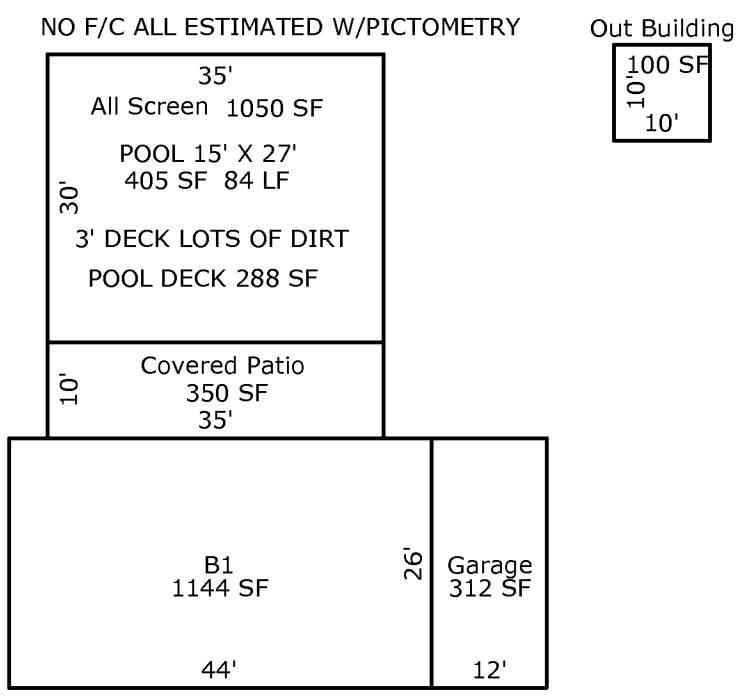 NO F/C ALL ESTIMATED W/PICTOMETRY
Out Building
100 SF
10'
10'
35'
All Screen 1050 SF
POOL 15' X 27'
405 SF 84 LF
30'
3' DECK LOTS OF DIRT
POOL DECK 288 SF
Covered Patio
10'
350 SF
35'
B1
1144 SF
26'
Garage
312 SF
44'
12'